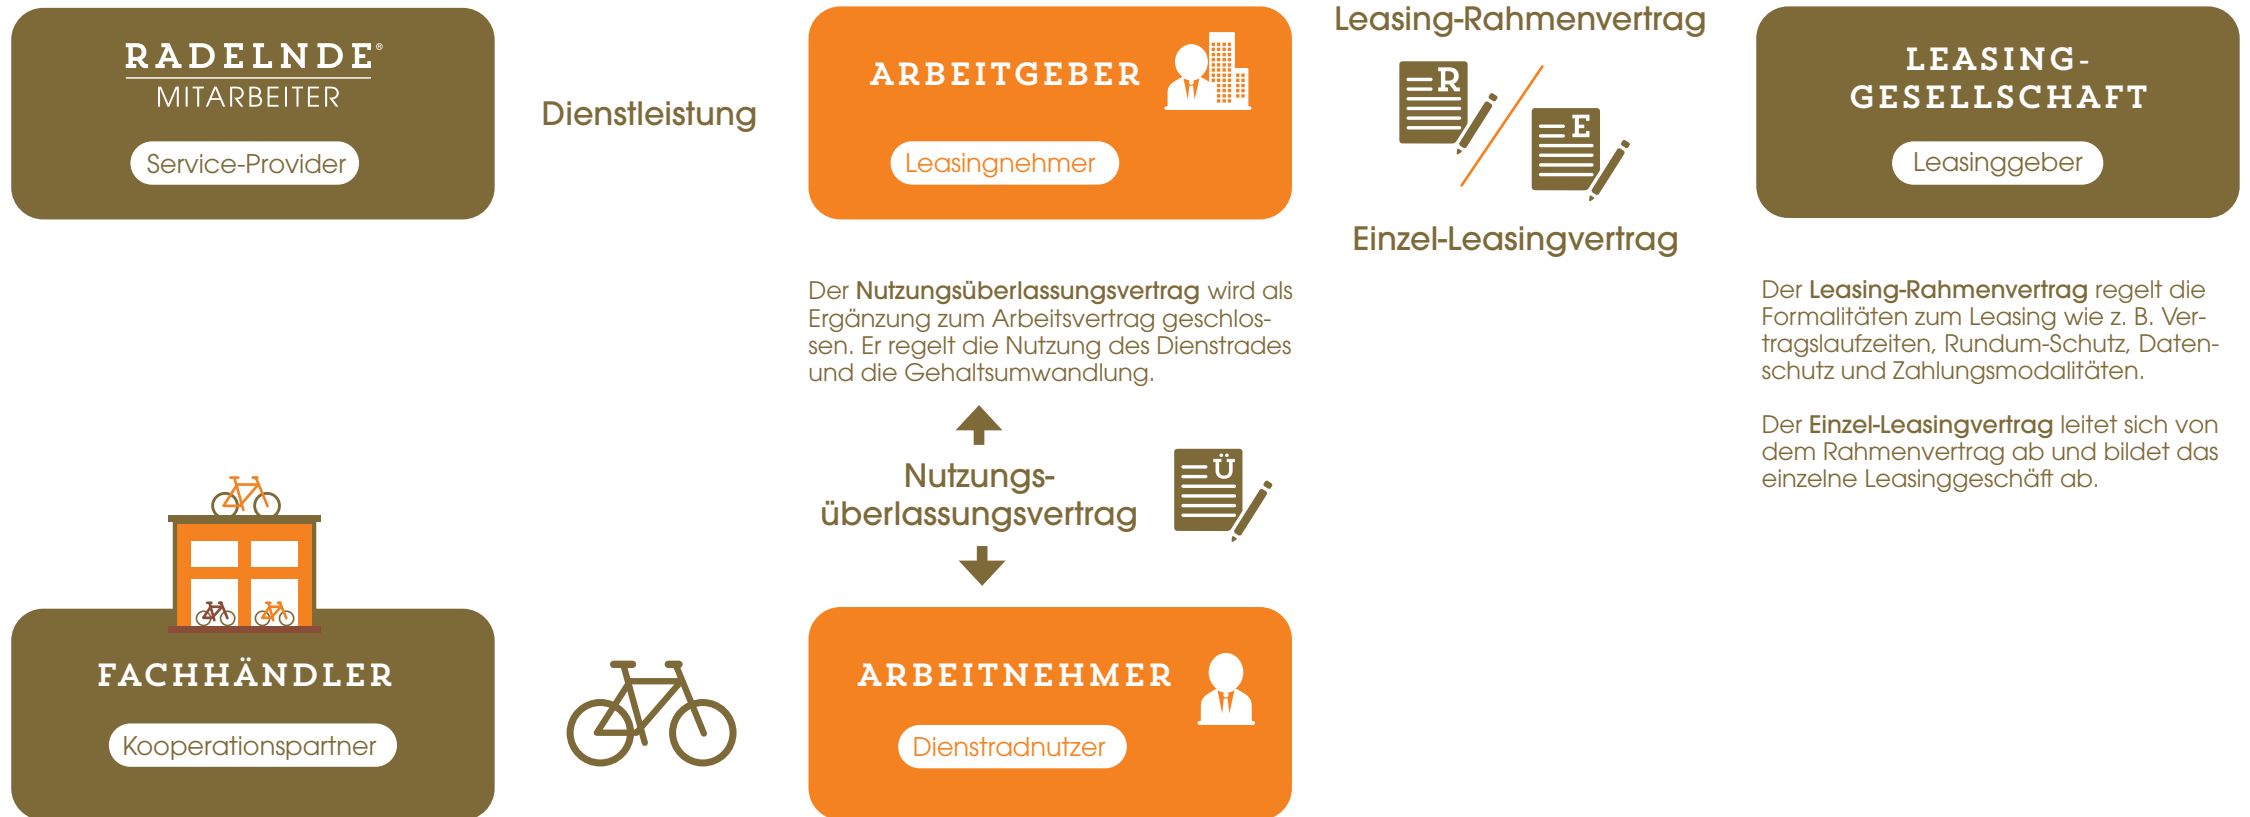 RADELNDE®
MITARBEITER
Service-Provider
Dienstleistung
ARBEITGEBER
Leasingnehmer
Leasing-Rahmenvertrag
R
E
Einzel-Leasingvertrag
LEASING-
GESELLSCHAFT
Leasinggeber
Der Nutzungsüberlassungsvertrag wird als
Ergänzung zum Arbeitsvertrag geschlos-
sen. Er regelt die Nutzung des Dienstrades
und die Gehaltsumwandlung.
Der Leasing-Rahmenvertrag regelt die
Formalitäten zum Leasing wie z. B. Ver-
tragslaufzeiten, Rundum-Schutz, Daten-
schutz und Zahlungsmodalitäten.
Der Einzel-Leasingvertrag leitet sich von
dem Rahmenvertrag ab und bildet das
einzelne Leasinggeschäft ab.
Nutzungs-
überlassungsvertrag
Ü
FACHHÄNDLER
Kooperationspartner
ARBEITNEHMER
Dienstradnutzer